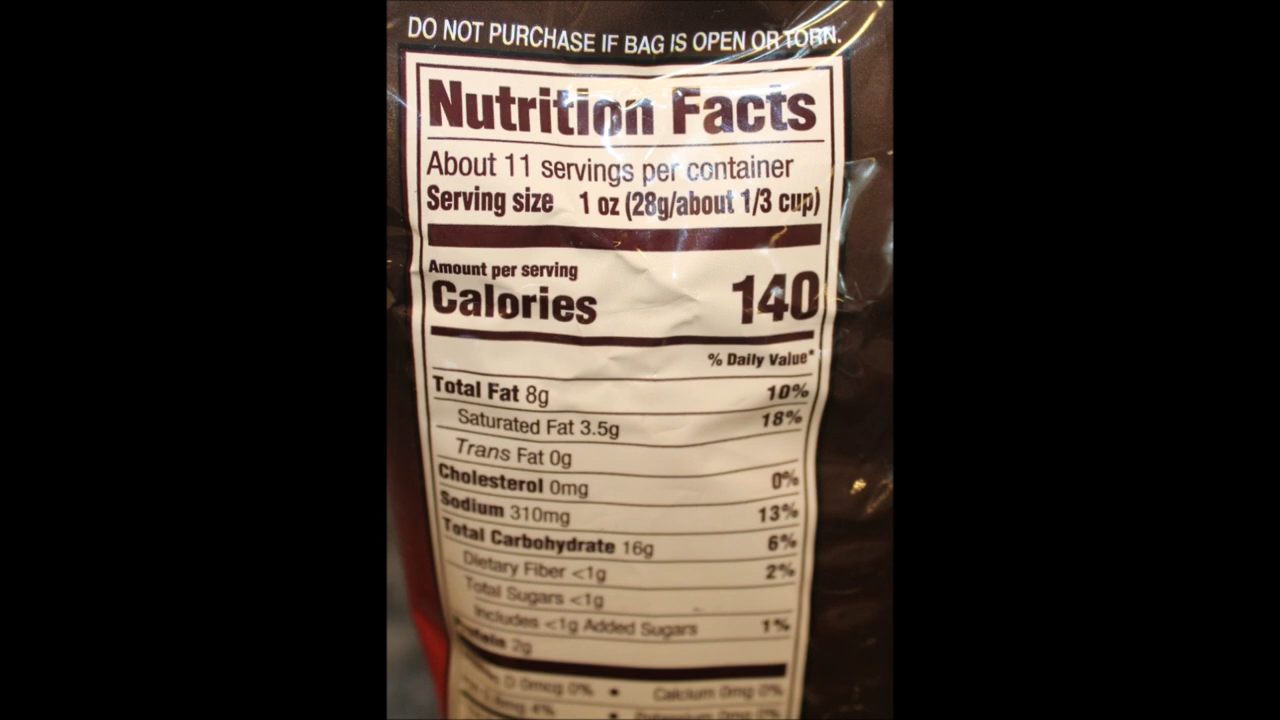 DO NOT PURCHASE IF BAG IS OPEN OR TORN.
Nutrition Facts
About 11 servings per container
Serving size 1 oz (28g/about 1/3 cup)
Amount per serving
Calories 140
% Daily Value*
Total Fat 8g 10%
Saturated Fat 3.5g 18%
Trans Fat 0g
Cholesterol 0mg 0%
Sodium 310mg 13%
Total Carbohydrate 16g 6%
Dietary Fiber <1g 2%
Total Sugars <1g
Includes <1g Added Sugars 1%
Protein 2g
D 0mcg 0% • Calcium 0mg 0%
4% •